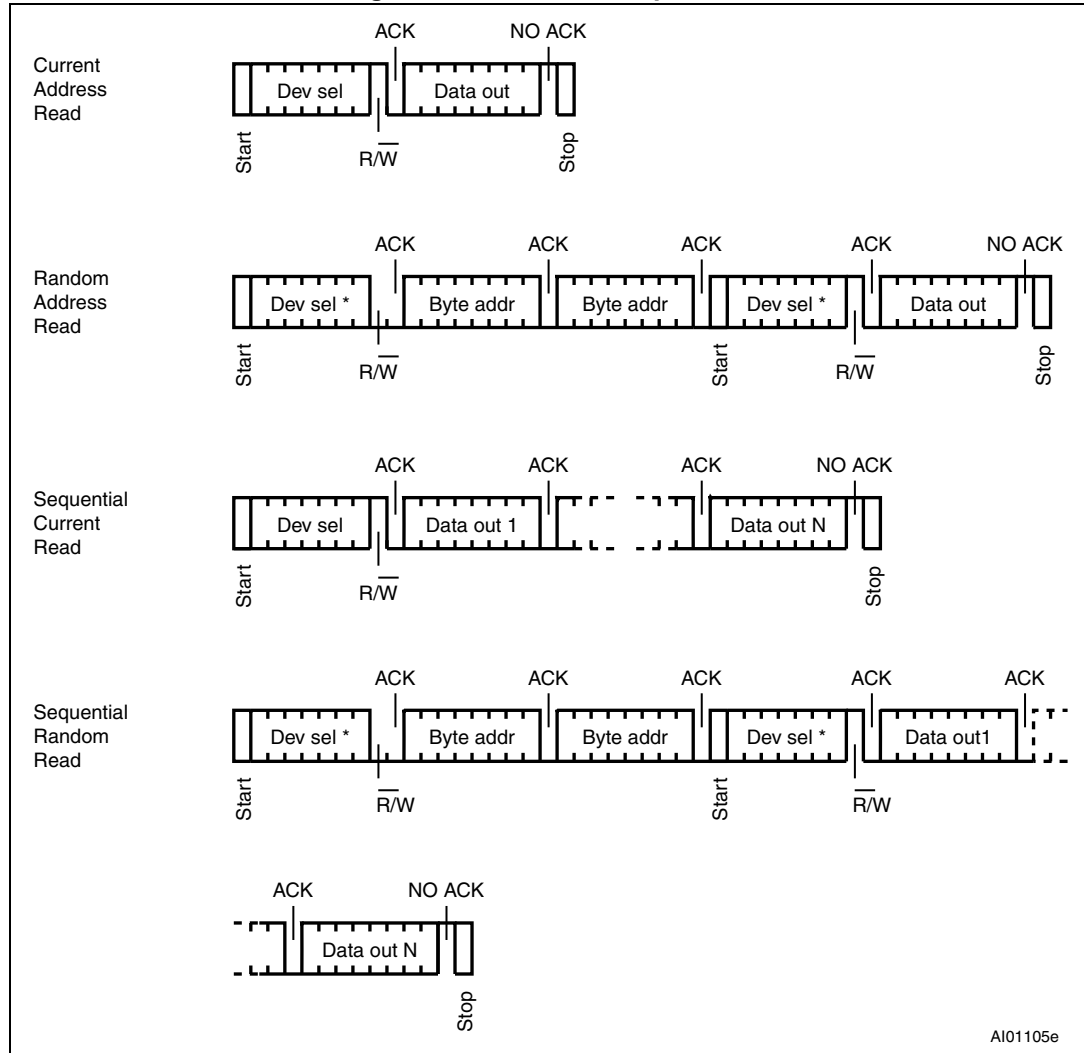 ACK NO ACK
Current
Address
Read
Dev sel Data out
Start R/W̅ Stop
ACK ACK ACK ACK NO ACK
Random
Address
Read
Dev sel * Byte addr Byte addr Dev sel * Data out
Start R/W̅ Start R/W̅ Stop
ACK ACK ACK NO ACK
Sequential
Current
Read
Dev sel Data out 1 Data out N
Start R/W̅ Stop
ACK ACK ACK ACK ACK
Sequential
Random
Read
Dev sel * Byte addr Byte addr Dev sel * Data out1
Start R̅/W Start R̅/W
ACK NO ACK
Data out N
Stop
AI01105e